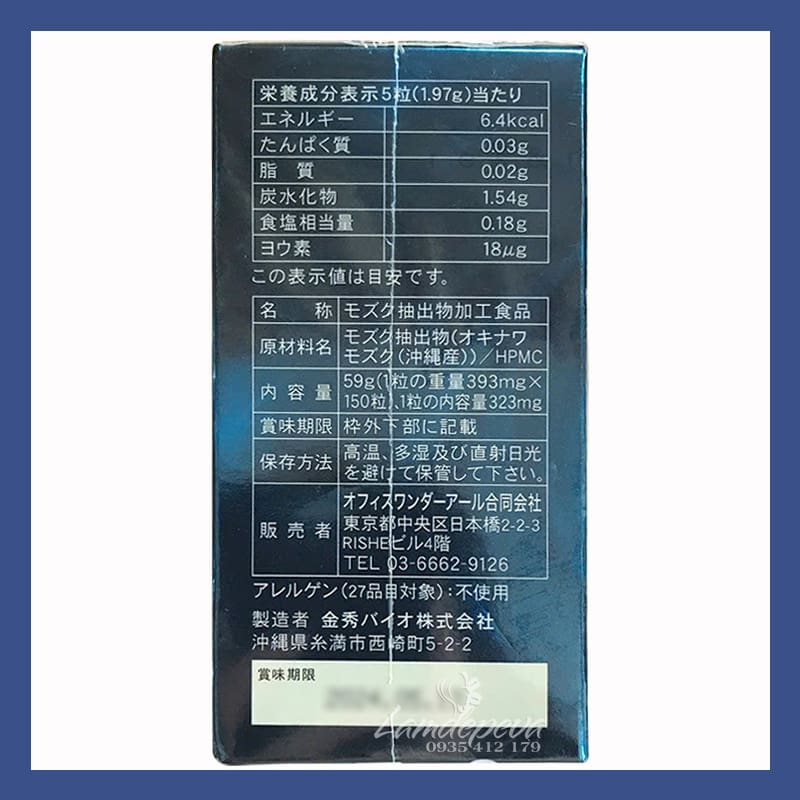 栄養成分表示5粒(1.97g)当たり
エネルギー 6.4kcal
たんぱく質 0.03g
脂質 0.02g
炭水化物 1.54g
食塩相当量 0.18g
ヨウ素 18μg
この表示値は目安です。
名称 モズク抽出物加工食品
原材料名 モズク抽出物(オキナワ
モズク(沖縄産))/HPMC
内容量 59g(1粒の重量393mg×
150粒)、1粒の内容量323mg
賞味期限 枠外下部に記載
保存方法 高温、多湿及び直射日光
を避けて保管して下さい。
販売者 オフィスワンダーアール合同会社
東京都中央区日本橋2-2-3
RISHEビル4階
TEL 03-6662-9126
アレルゲン(27品目対象):不使用
製造者 金秀バイオ株式会社
沖縄県糸満市西崎町5-2-2
賞味期限
Lamdepeva
0935 412 179